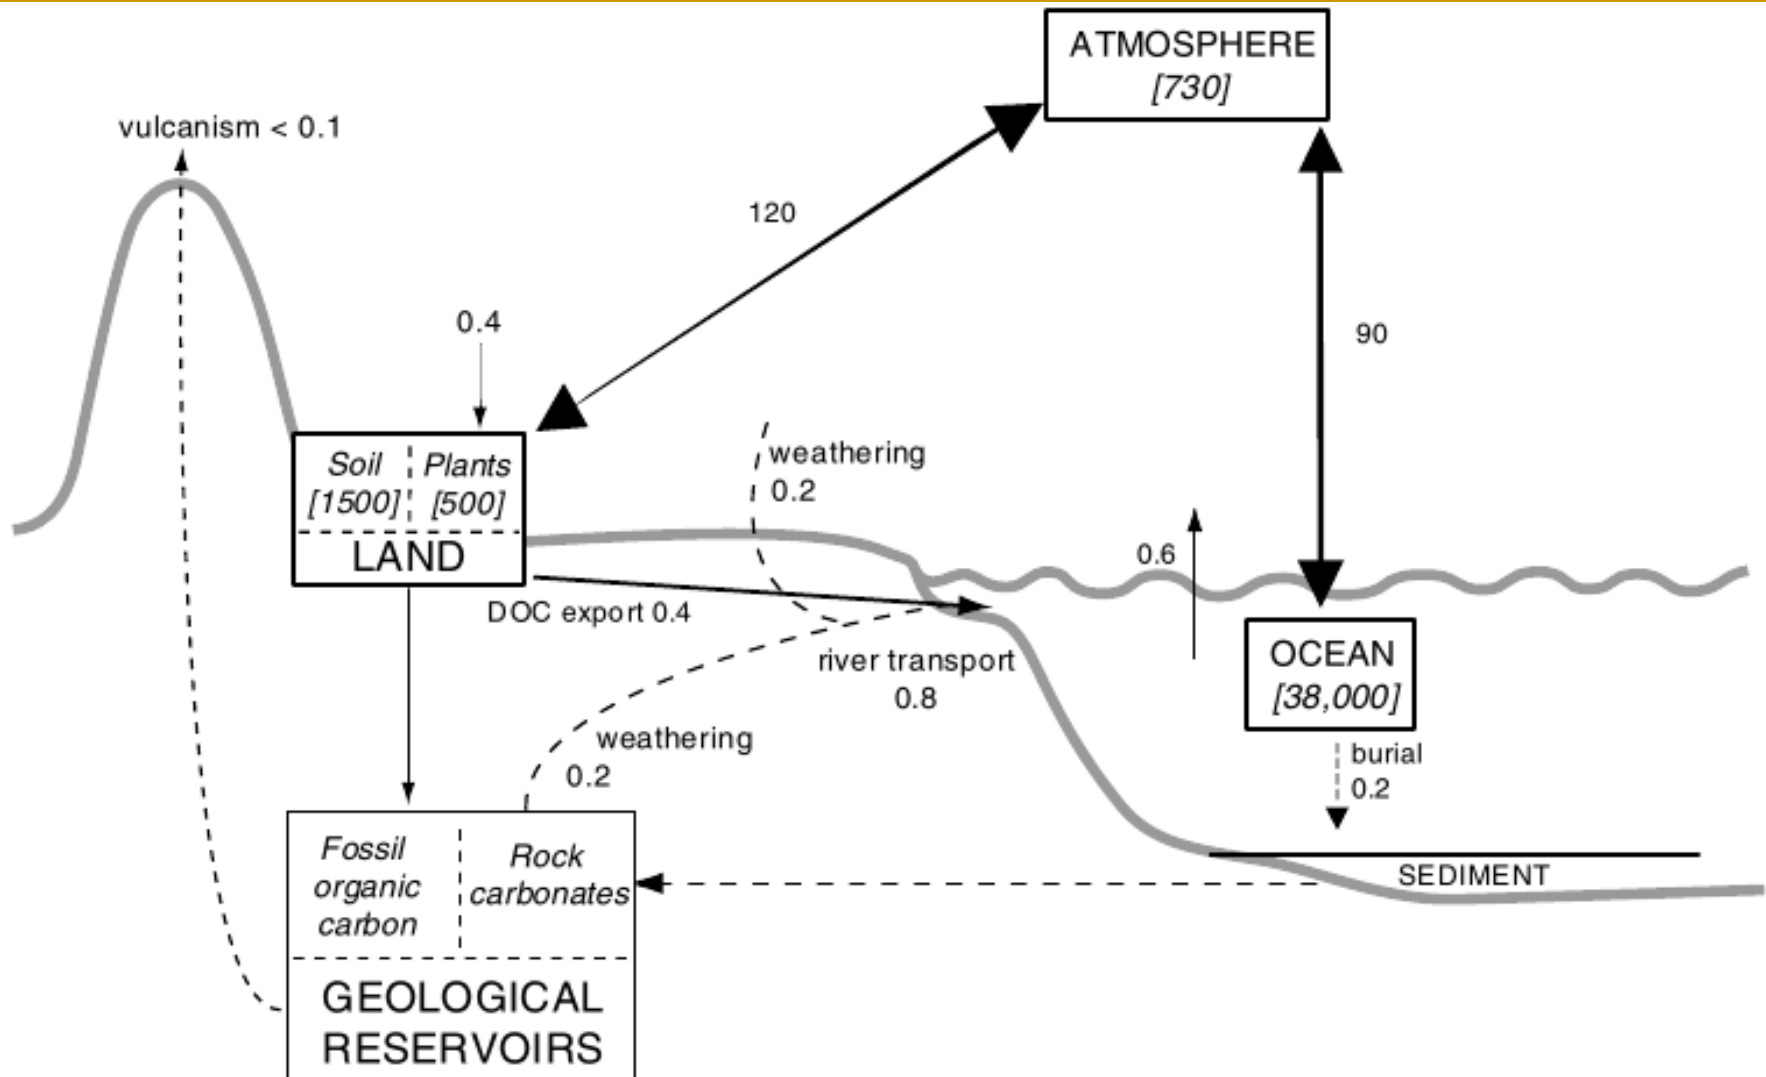 ATMOSPHERE
[730]
vulcanism < 0.1
120
0.4
90
Soil
[1500]
Plants
[500]
LAND
weathering
0.2
0.6
DOC export 0.4
river transport
0.8
OCEAN
[38,000]
weathering
0.2
burial
0.2
Fossil
organic
carbon
Rock
carbonates
SEDIMENT
GEOLOGICAL
RESERVOIRS